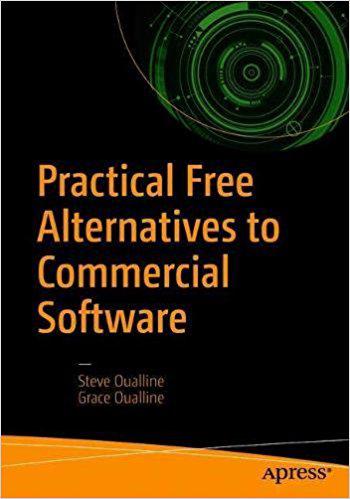 Practical Free
Alternatives to
Commercial
Software
—
Steve Oualline
Grace Oualline
Apress®